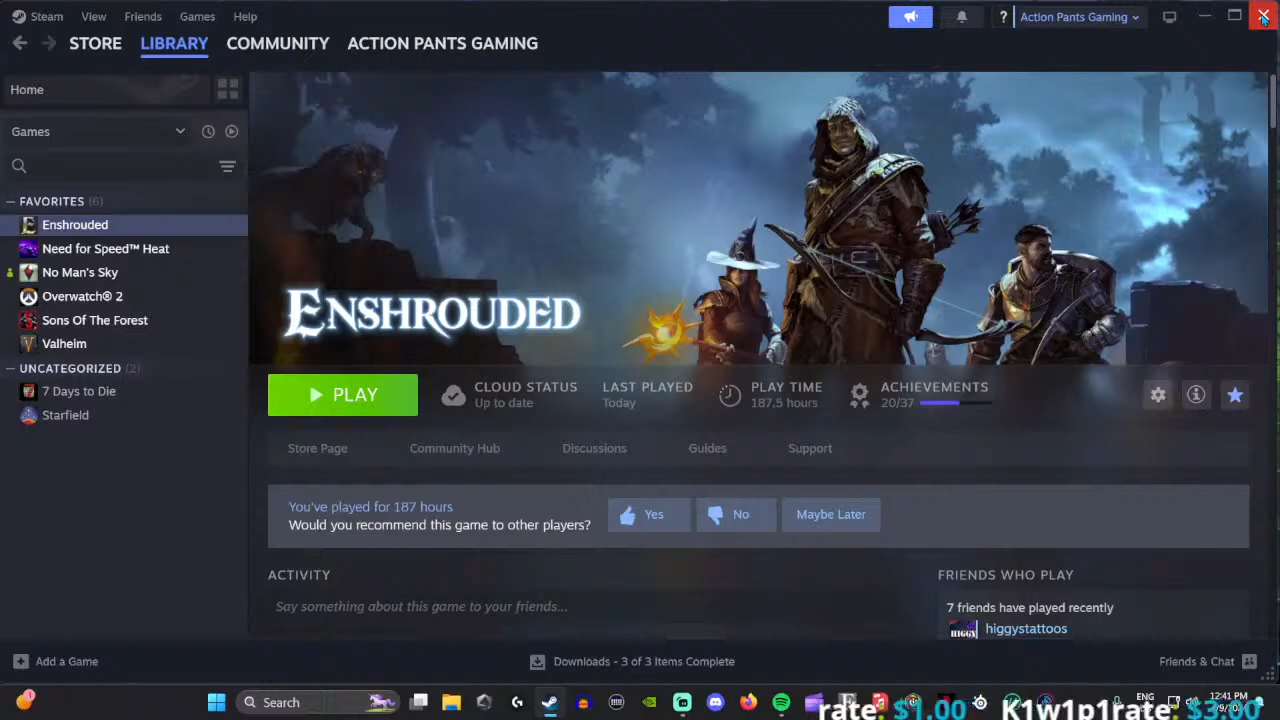 Steam View Friends Games Help
? Action Pants Gaming
STORE LIBRARY COMMUNITY ACTION PANTS GAMING
Home
Games
FAVORITES (6)
Enshrouded
Need for Speed™ Heat
No Man's Sky
Overwatch® 2
Sons Of The Forest
Valheim
UNCATEGORIZED (2)
7 Days to Die
Starfield
ENSHROUDED
PLAY
CLOUD STATUS
Up to date
LAST PLAYED
Today
PLAY TIME
187.5 hours
ACHIEVEMENTS
20/37
Store Page Community Hub Discussions Guides Support
You've played for 187 hours
Would you recommend this game to other players?
Yes No Maybe Later
ACTIVITY
Say something about this game to your friends...
FRIENDS WHO PLAY
7 friends have played recently
HIGGY
higgystattoos
Add a Game
Downloads - 3 of 3 Items Complete
Friends & Chat
1
Search
ENG
12:41 PM
rate: $1.00 K1w1p1rate: